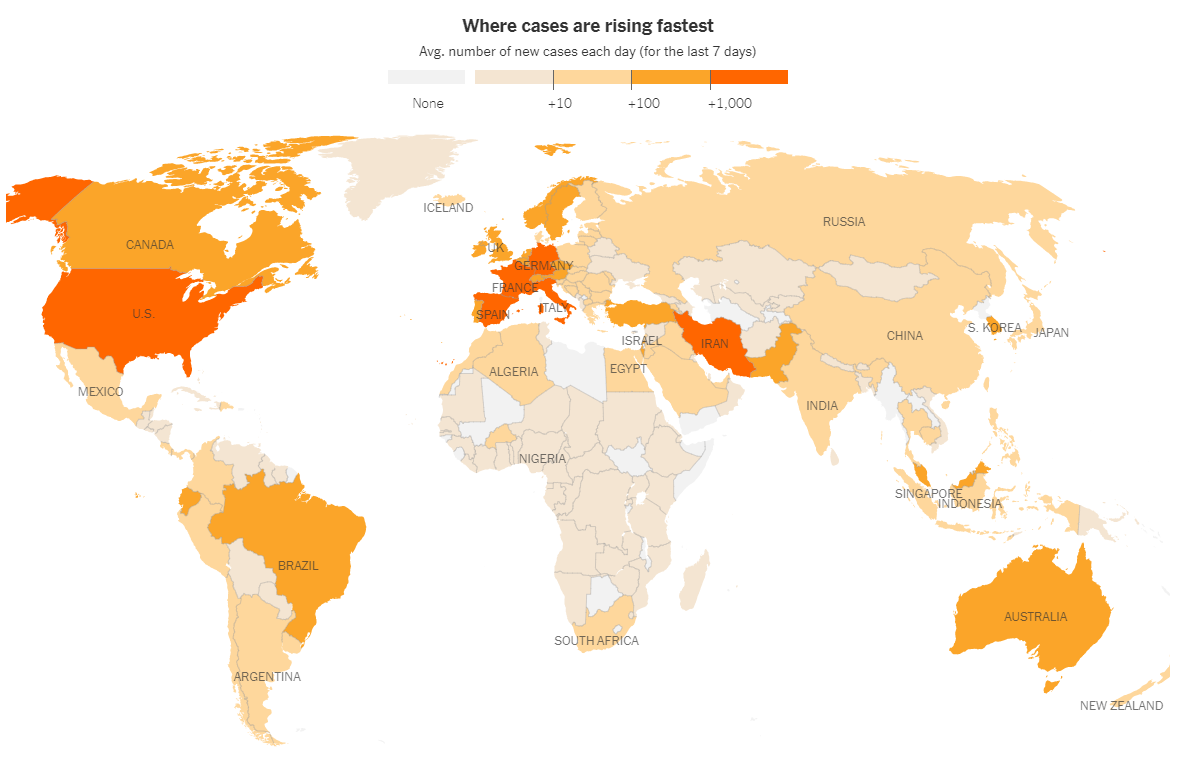 Where cases are rising fastest
Avg. number of new cases each day (for the last 7 days)
None +10 +100 +1,000
ICELAND
RUSSIA
CANADA
UK
GERMANY
FRANCE
U.S.
SPAIN
ITALY
S. KOREA
JAPAN
ISRAEL
IRAN
CHINA
MEXICO
ALGERIA
EGYPT
INDIA
NIGERIA
SINGAPORE
INDONESIA
BRAZIL
AUSTRALIA
SOUTH AFRICA
ARGENTINA
NEW ZEALAND